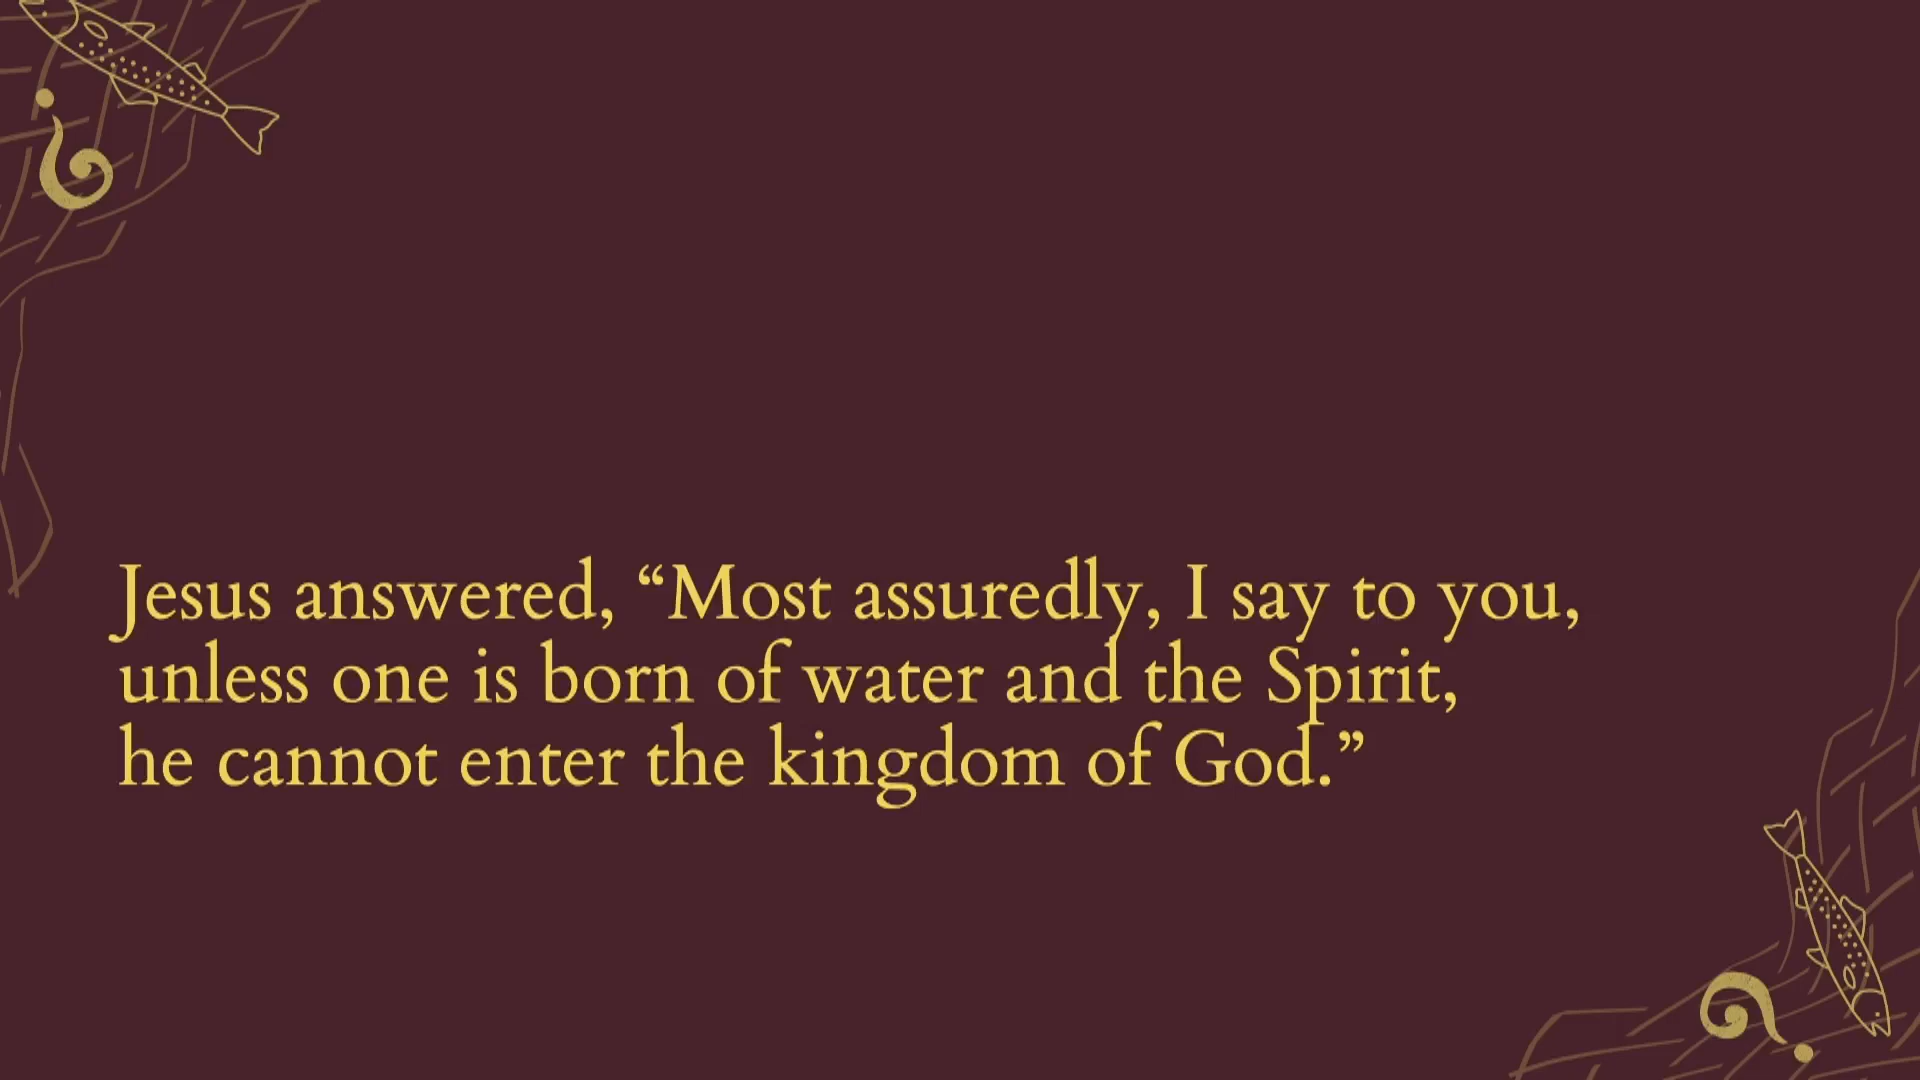 Jesus answered, “Most assuredly, I say to you,
unless one is born of water and the Spirit,
he cannot enter the kingdom of God.”